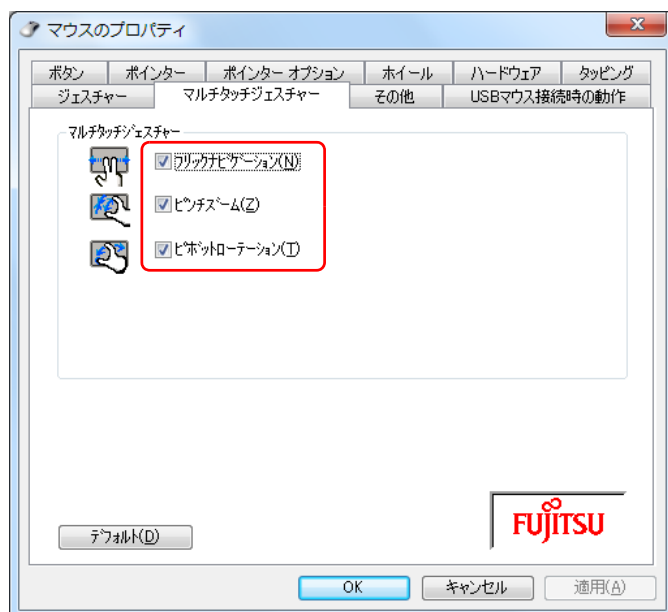 マウスのプロパティ
ボタン ポインター ポインター オプション ホイール ハードウェア タッピング
ジェスチャー マルチタッチジェスチャー その他 USBマウス接続時の動作
ﾏﾙﾁﾀｯﾁｼﾞｪｽﾁｬｰ
ﾌﾘｯｸﾅﾋﾞｹﾞｰｼｮﾝ(N)
ﾋﾟﾝﾁｽﾞｰﾑ(Z)
ﾋﾟﾎﾞｯﾄﾛｰﾃｰｼｮﾝ(T)
FUJITSU
ﾃﾞﾌｫﾙﾄ(D)
OK キャンセル 適用(A)